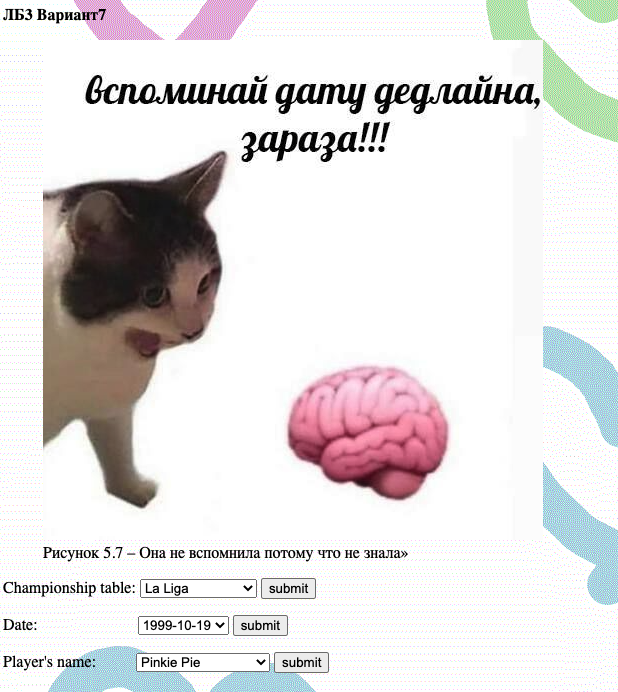 ЛБ3 Вариант7
вспоминай дату дедлайна,
зараза!!!
Рисунок 5.7 – Она не вспомнила потому что не знала»
Championship table: La Liga submit
Date: 1999-10-19 submit
Player's name: Pinkie Pie submit